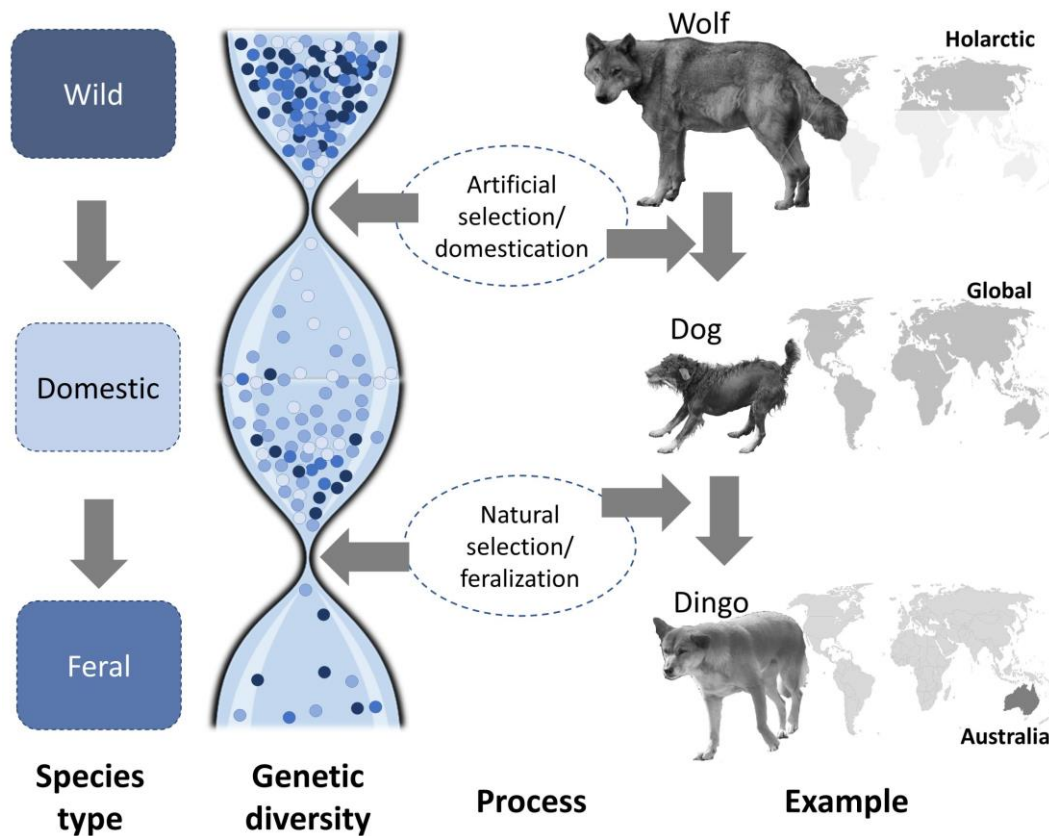 Wild
Wolf
Holarctic
Artificial
selection/
domestication
Domestic
Dog
Global
Natural
selection/
feralization
Feral
Dingo
Australia
Species
type
Genetic
diversity
Process
Example